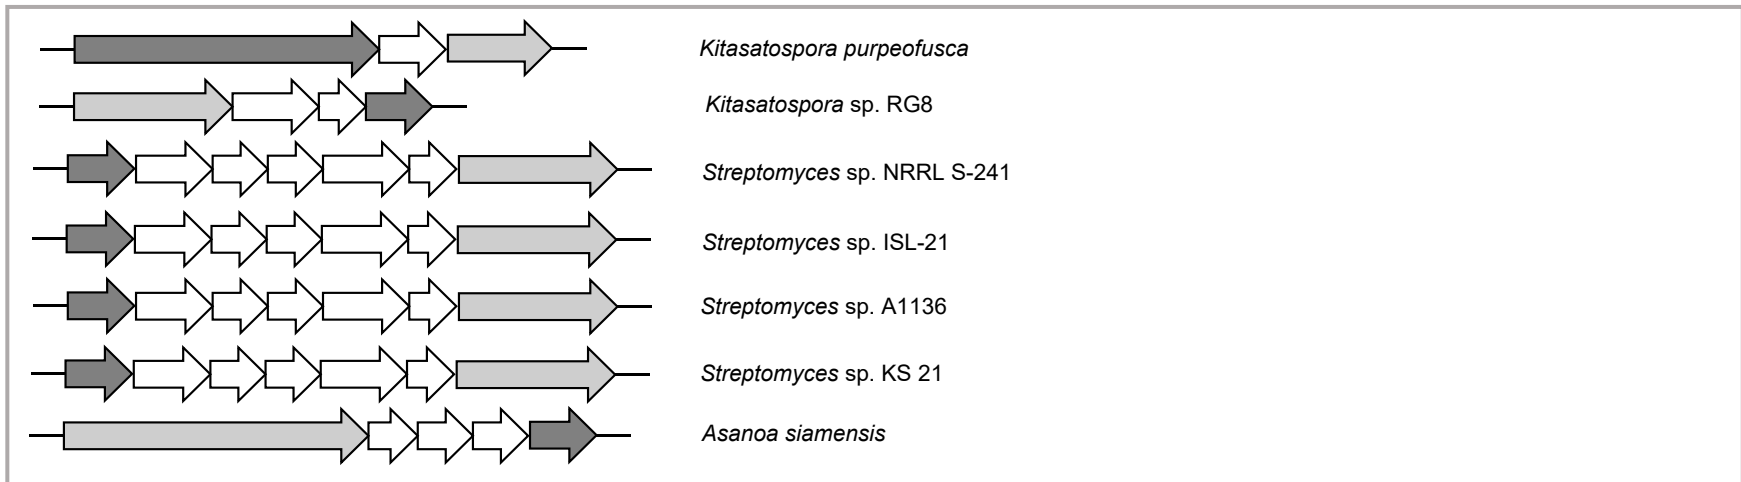 Kitasatospora purpeofusca
Kitasatospora sp. RG8
Streptomyces sp. NRRL S-241
Streptomyces sp. ISL-21
Streptomyces sp. A1136
Streptomyces sp. KS 21
Asanoa siamensis